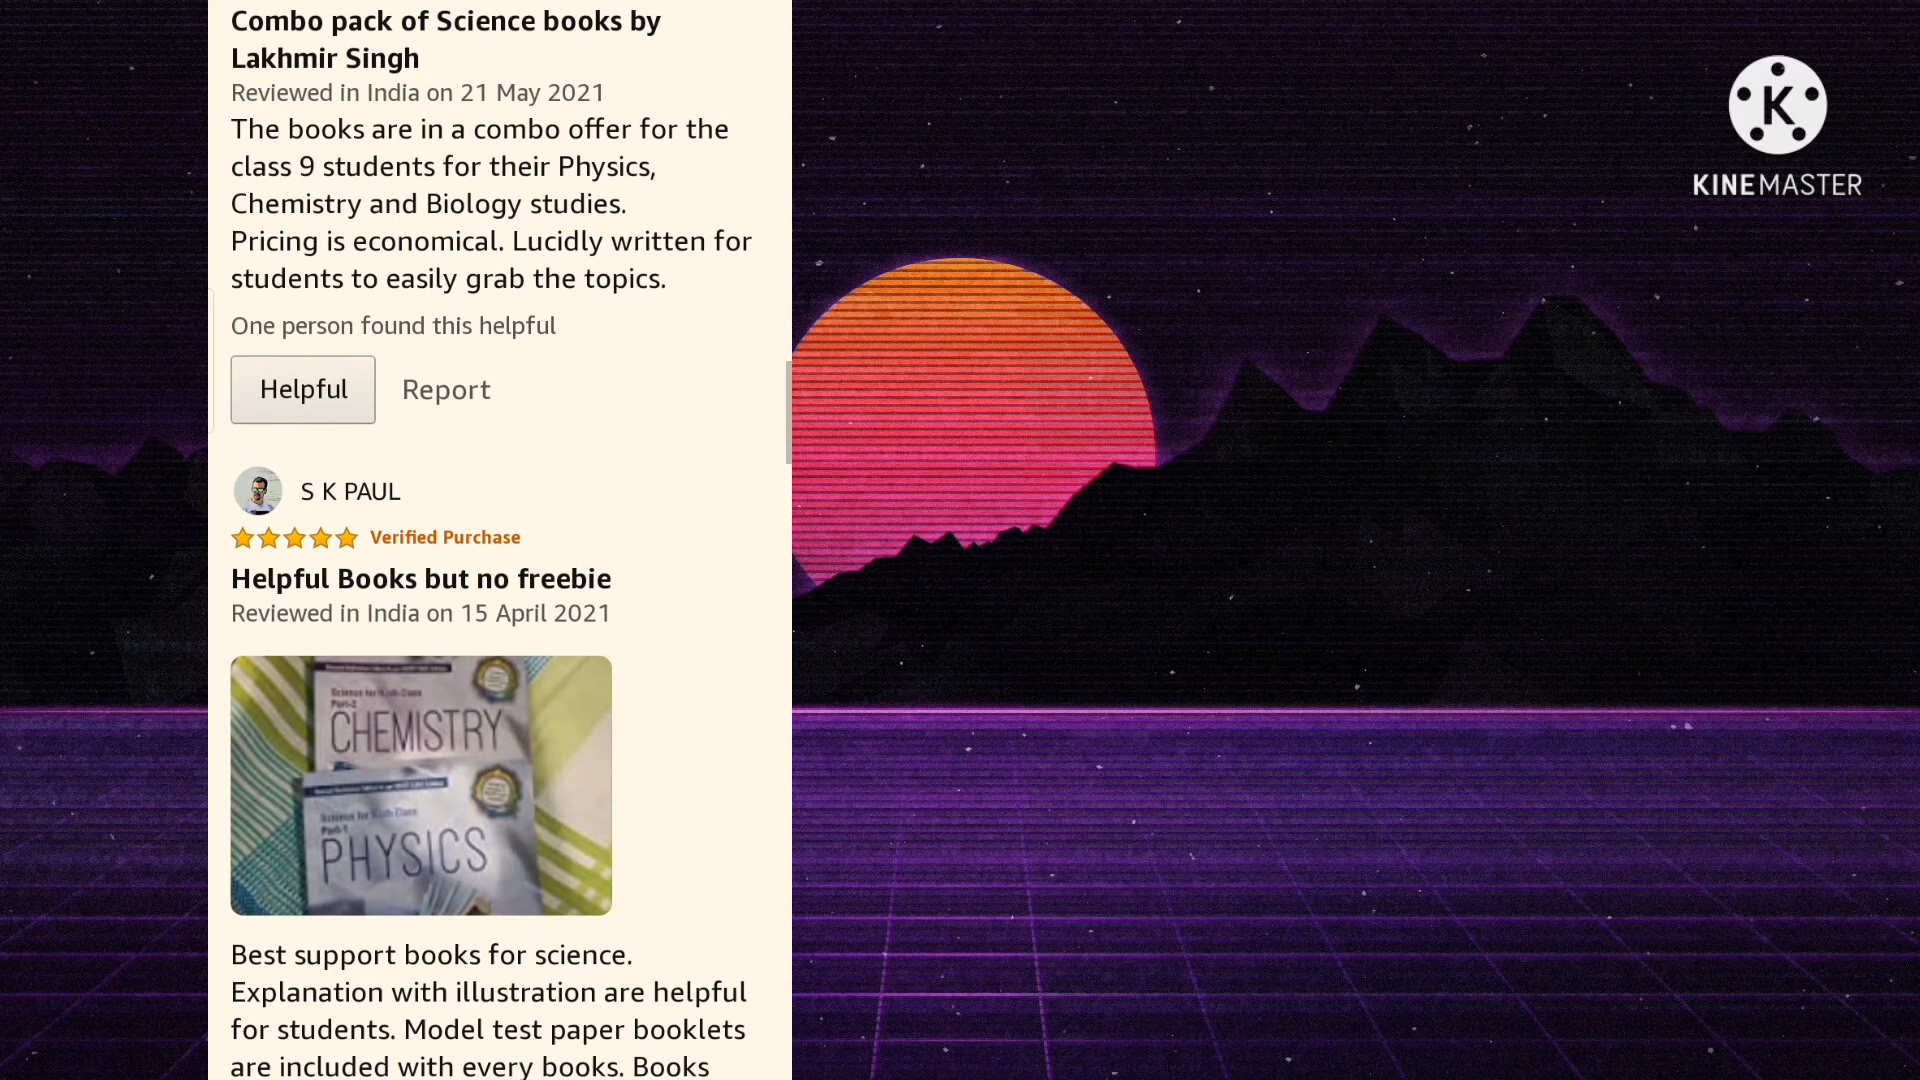 Combo pack of Science books by
Lakhmir Singh
Reviewed in India on 21 May 2021
The books are in a combo offer for the
class 9 students for their Physics,
Chemistry and Biology studies.
Pricing is economical. Lucidly written for
students to easily grab the topics.
One person found this helpful
Helpful Report
S K PAUL
Verified Purchase
Helpful Books but no freebie
Reviewed in India on 15 April 2021
Part-2
CHEMISTRY
Part-1
PHYSICS
Best support books for science.
Explanation with illustration are helpful
for students. Model test paper booklets
are included with every books. Books
K
KINEMASTER